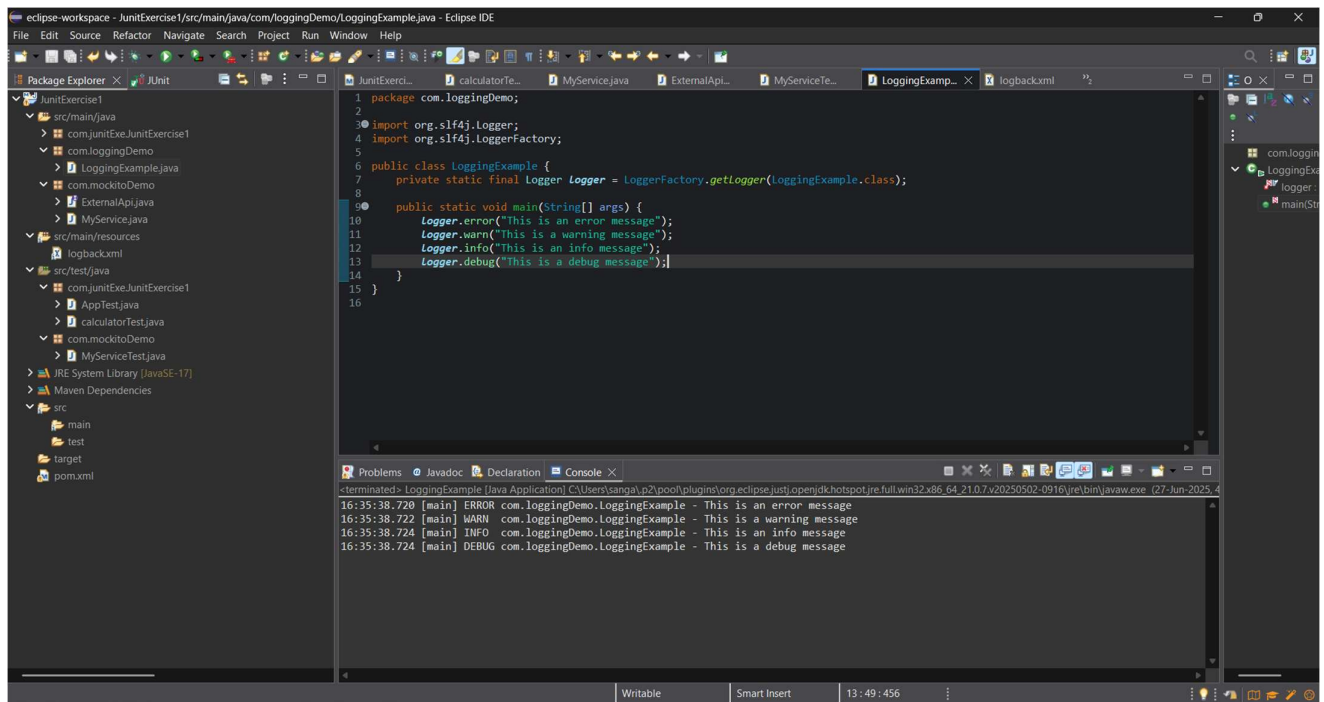 eclipse-workspace - JunitExercise1/src/main/java/com/loggingDemo/LoggingExample.java - Eclipse IDE
File Edit Source Refactor Navigate Search Project Run Window Help
Package Explorer JUnit
JunitExercise1
src/main/java
com.junitExe.JunitExercise1
com.loggingDemo
LoggingExample.java
com.mockitoDemo
ExternalApi.java
MyService.java
src/main/resources
logback.xml
src/test/java
com.junitExe.JunitExercise1
AppTest.java
calculatorTest.java
com.mockitoDemo
MyServiceTest.java
JRE System Library [JavaSE-17]
Maven Dependencies
src
main
test
target
pom.xml
JunitExerci... calculatorTe... MyService.java ExternalApi... MyServiceTe... LoggingExamp... logback.xml "2
1 package com.loggingDemo;
2
3 import org.slf4j.Logger;
4 import org.slf4j.LoggerFactory;
5
6 public class LoggingExample {
7 private static final Logger logger = LoggerFactory.getLogger(LoggingExample.class);
8
9 public static void main(String[] args) {
10 logger.error("This is an error message");
11 logger.warn("This is a warning message");
12 logger.info("This is an info message");
13 logger.debug("This is a debug message");
14 }
15 }
16
Problems Javadoc Declaration Console
<terminated> LoggingExample [Java Application] C:\Users\sanga\.p2\pool\plugins\org.eclipse.justj.openjdk.hotspot.jre.full.win32.x86_64_21.0.7.v20250502-0916\jre\bin\javaw.exe (27-Jun-2025, 4
16:35:38.720 [main] ERROR com.loggingDemo.LoggingExample - This is an error message
16:35:38.722 [main] WARN com.loggingDemo.LoggingExample - This is a warning message
16:35:38.724 [main] INFO com.loggingDemo.LoggingExample - This is an info message
16:35:38.724 [main] DEBUG com.loggingDemo.LoggingExample - This is a debug message
O
com.loggin
LoggingExa
logger :
main(Str
Writable Smart Insert 13 : 49 : 456